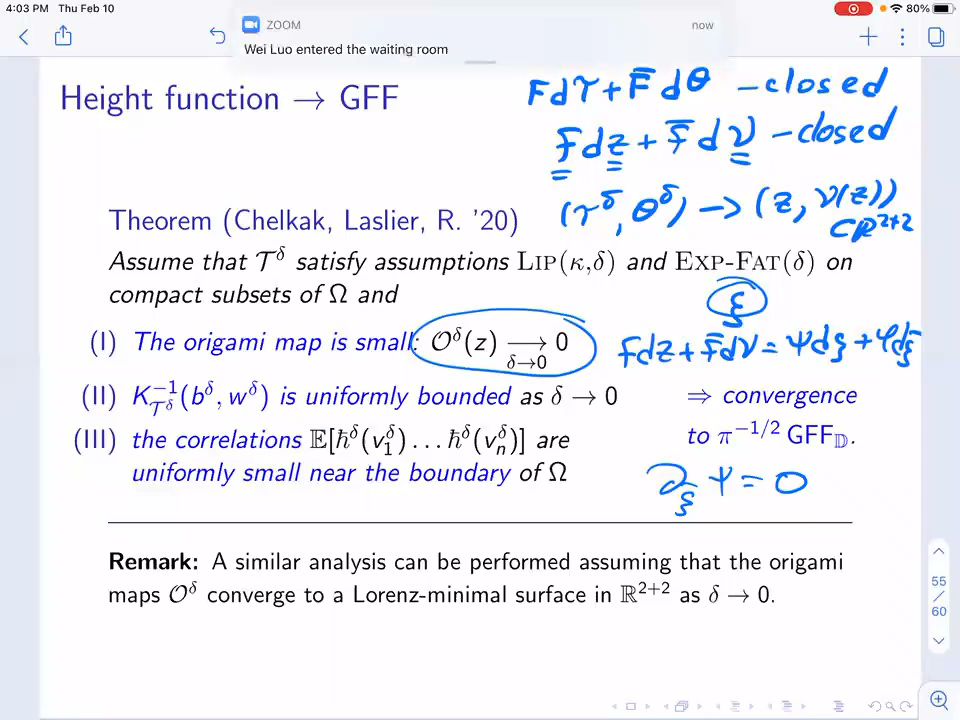 4:03 PM Thu Feb 10
80%
ZOOM
now
Wei Luo entered the waiting room
Height function → GFF
Fdτ + F̄dθ – closed
fdz + f̄dν – closed
(τ^δ, θ^δ) → (z, ν(z))
⊂ ℝ^{2+2}
Theorem (Chelkak, Laslier, R. '20)
Assume that 𝒯^δ satisfy assumptions LIP(κ,δ) and EXP-FAT(δ) on
compact subsets of Ω and
ξ
(I) The origami map is small: 𝒪^δ(z) ⟶ 0
δ→0
fdz + f̄dν = ψdξ + φdξ̄
(II) K^{-1}_{𝒯^δ}(b^δ, w^δ) is uniformly bounded as δ → 0
⇒ convergence
(III) the correlations 𝔼[ℏ^δ(v_1^δ) … ℏ^δ(v_n^δ)] are
to π^{-1/2} GFF_𝔻.
uniformly small near the boundary of Ω
Remark: A similar analysis can be performed assuming that the origami
maps 𝒪^δ converge to a Lorenz-minimal surface in ℝ^{2+2} as δ → 0.
55
/
60